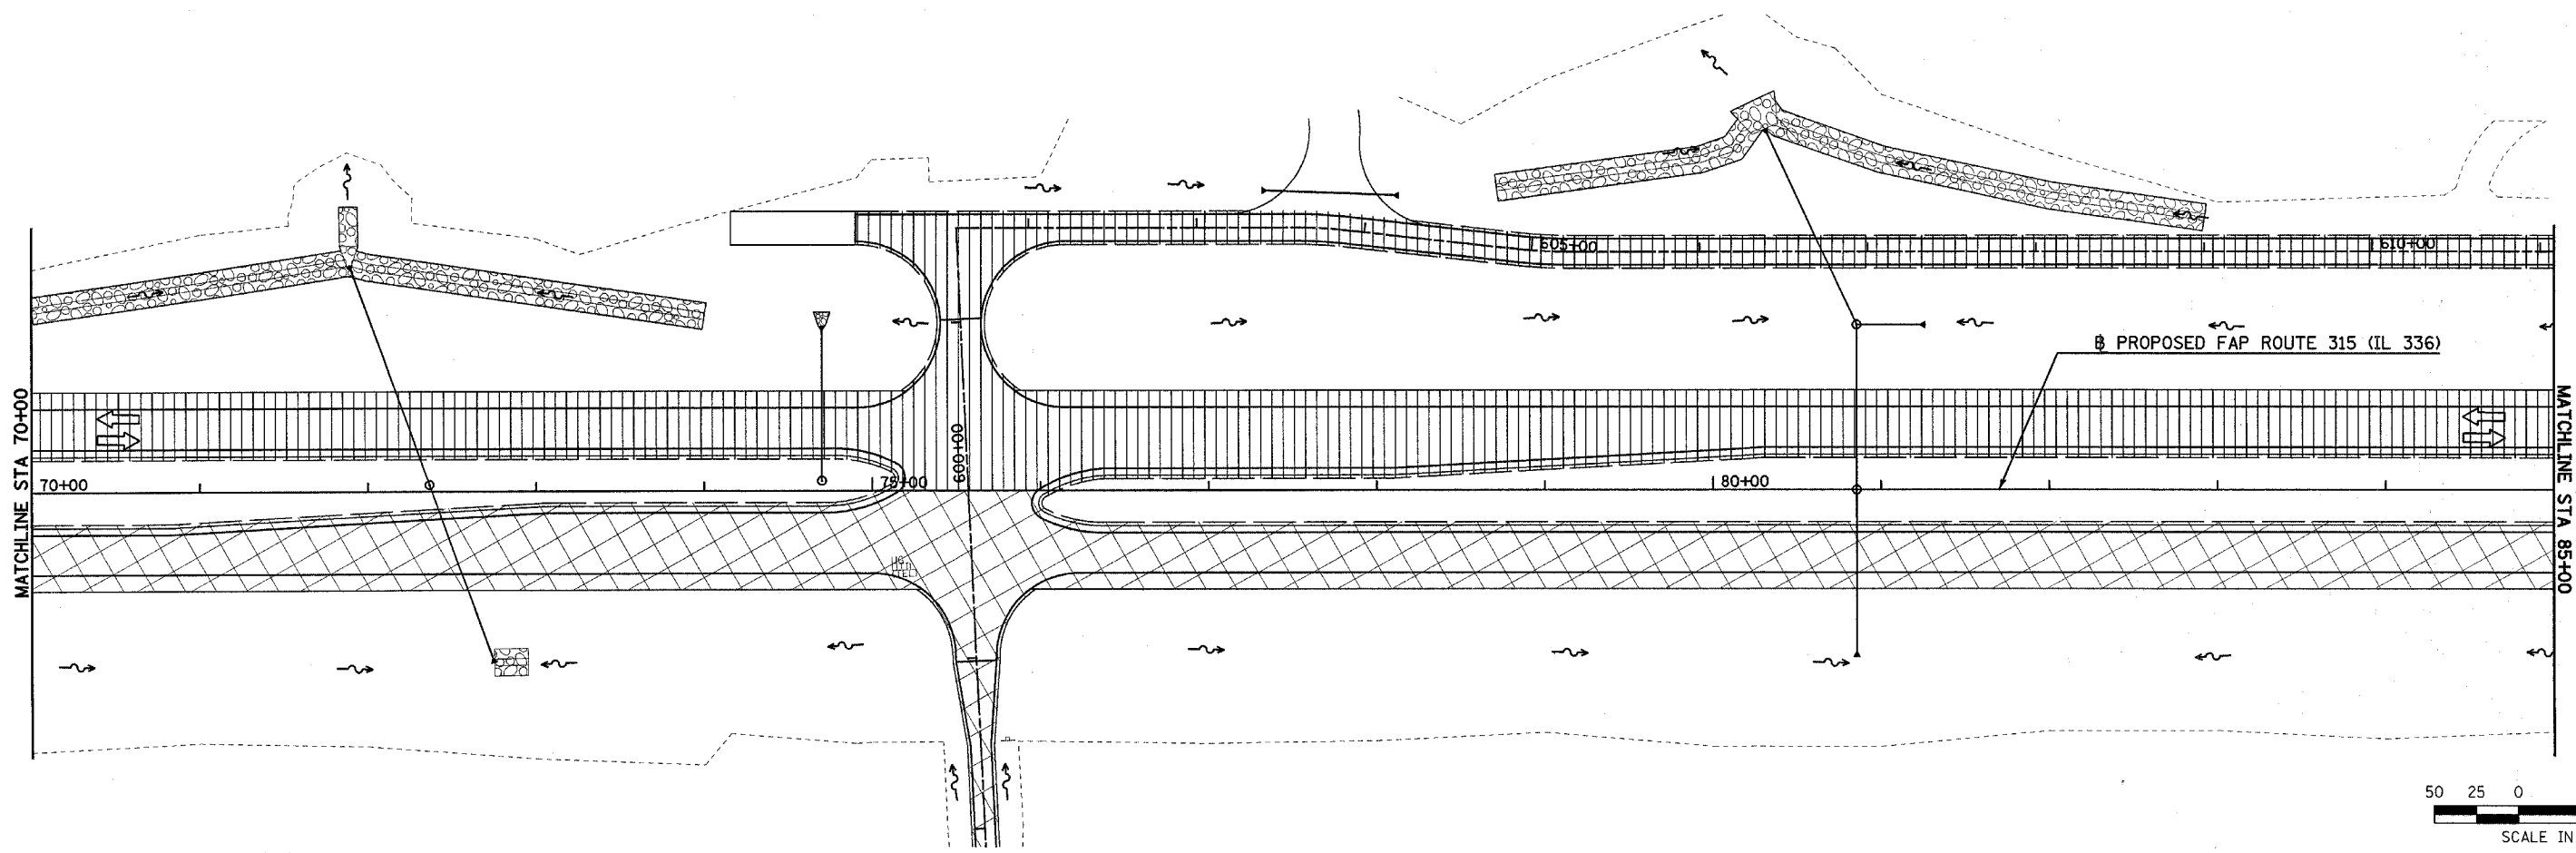 605+00
610+00
℄ PROPOSED FAP ROUTE 315 (IL 336)
MATCHLINE STA 70+00
MATCHLINE STA 85+00
600+00
70+00
75+00
80+00
50 25 0
SCALE IN